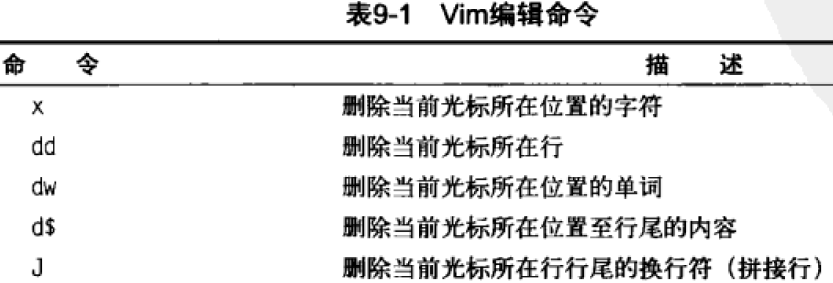 表9-1 Vim编辑命令
命 令 描 述
x 删除当前光标所在位置的字符
dd 删除当前光标所在行
dw 删除当前光标所在位置的单词
d$ 删除当前光标所在位置至行尾的内容
J 删除当前光标所在行行尾的换行符（拼接行）